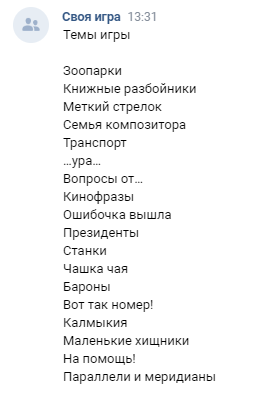 Своя игра 13:31
Темы игры
Зоопарки
Книжные разбойники
Меткий стрелок
Семья композитора
Транспорт
…ура…
Вопросы от…
Кинофразы
Ошибочка вышла
Президенты
Станки
Чашка чая
Бароны
Вот так номер!
Калмыкия
Маленькие хищники
На помощь!
Параллели и меридианы